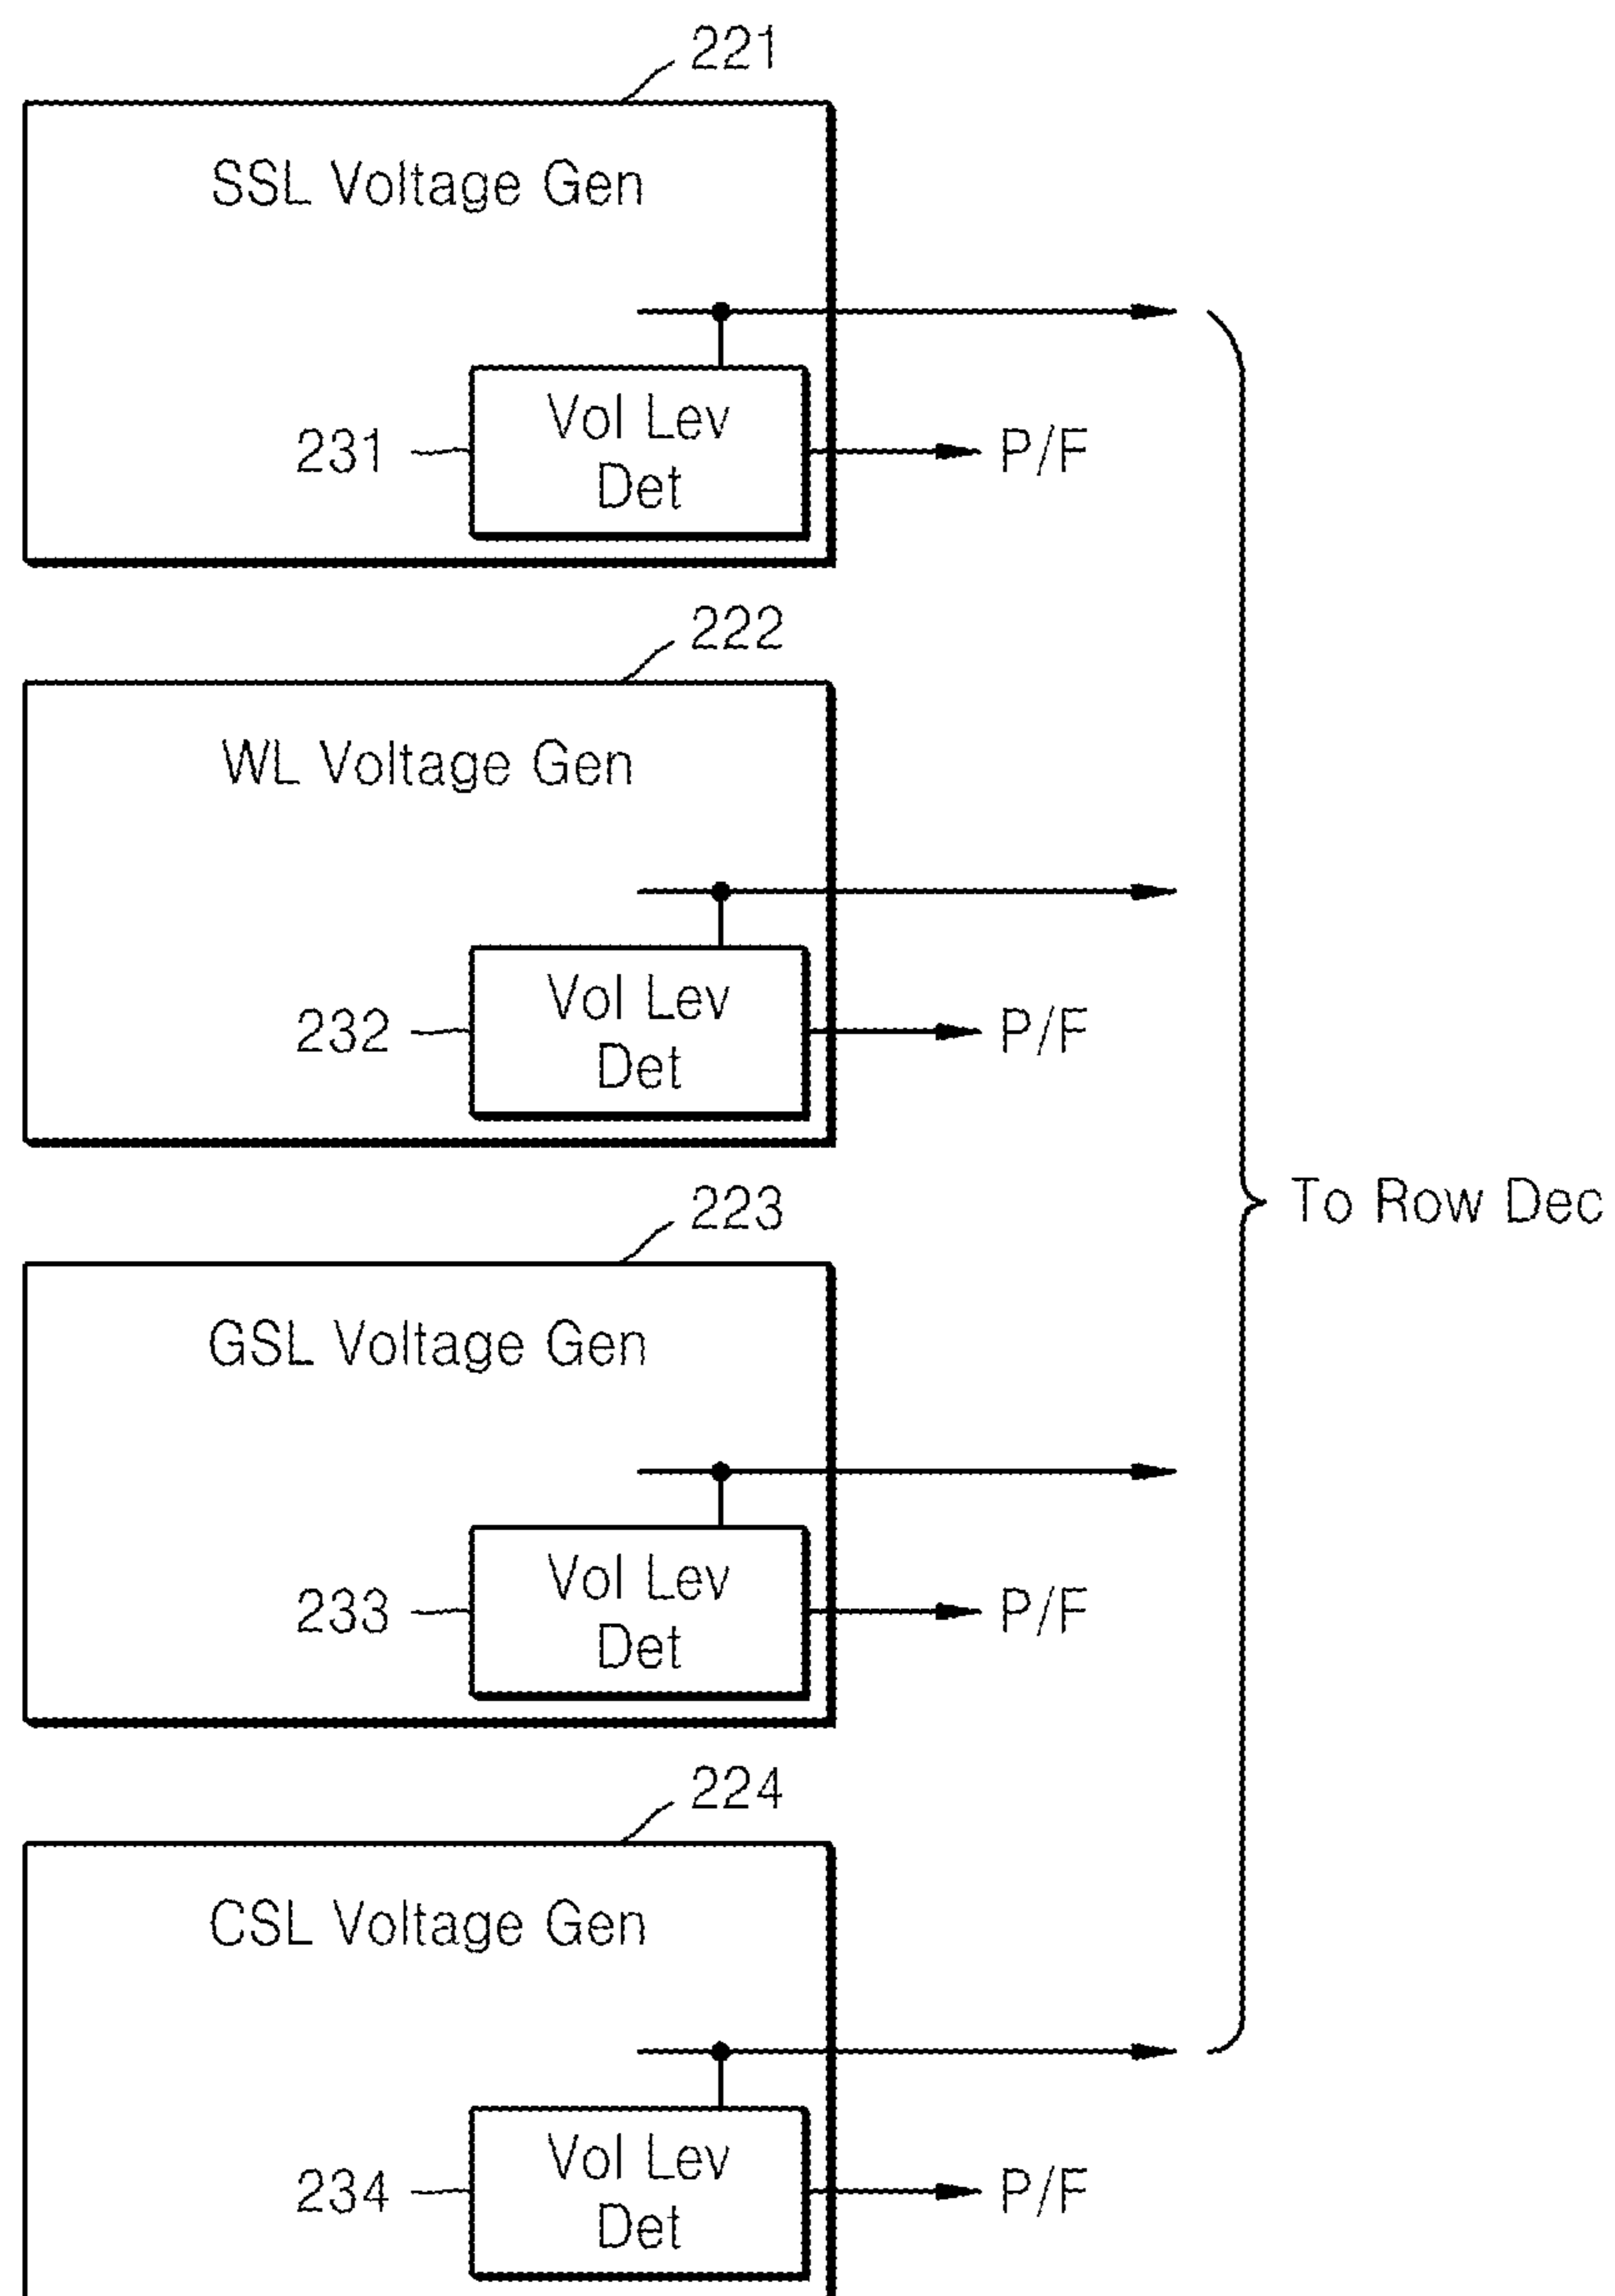 221
SSL Voltage Gen
231
Vol Lev
Det
P/F
222
WL Voltage Gen
232
Vol Lev
Det
P/F
To Row Dec
223
GSL Voltage Gen
233
Vol Lev
Det
P/F
224
CSL Voltage Gen
234
Vol Lev
Det
P/F